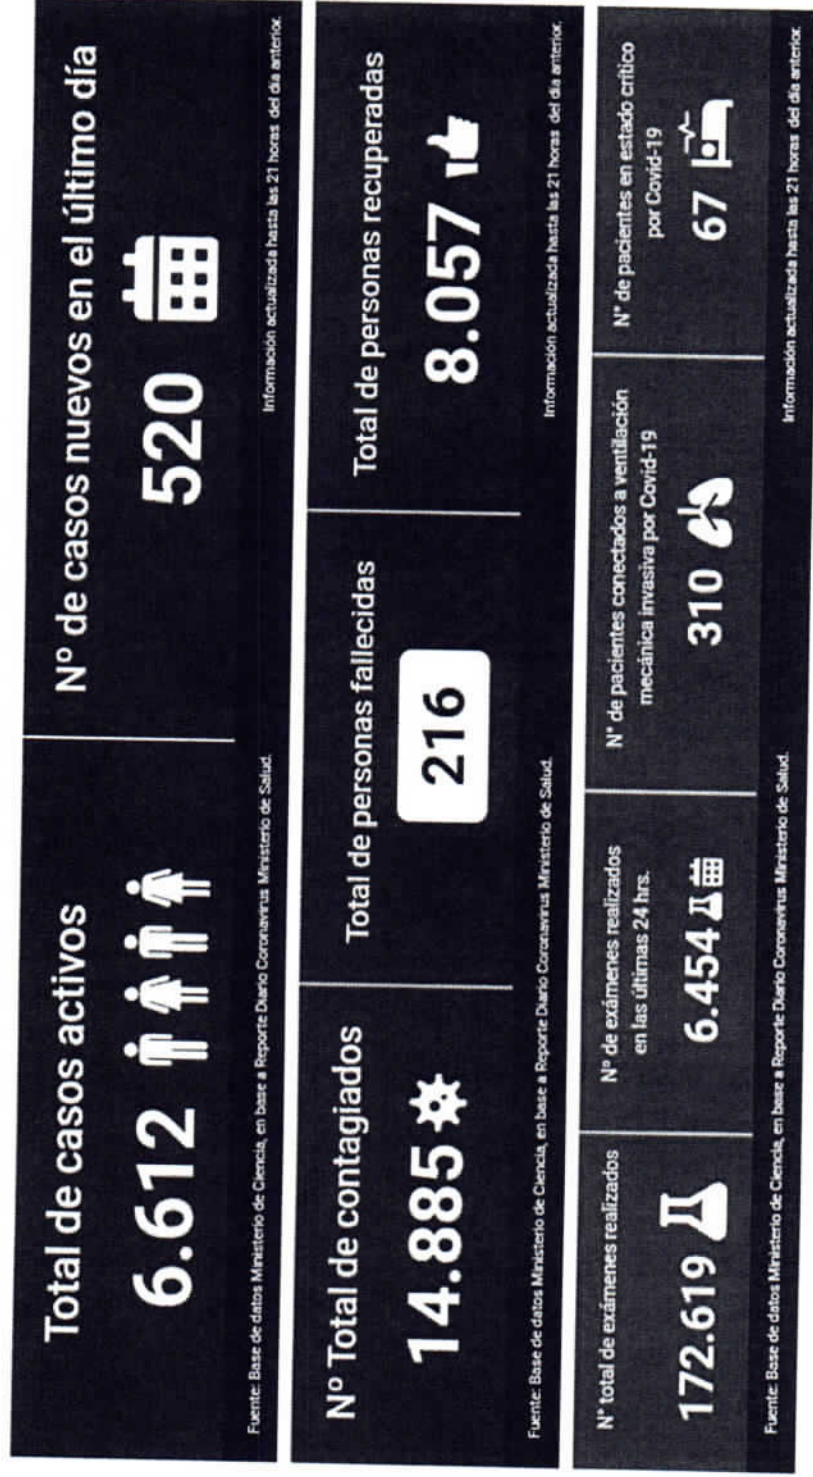 Total de casos activos
6.612
Nº de casos nuevos en el último día
520
Fuente: Base de datos Ministerio de Ciencia, en base a Reporte Diario Coronavirus Ministerio de Salud.
Información actualizada hasta las 21 horas del día anterior.
Nº Total de contagiados
14.885
Total de personas fallecidas
216
Total de personas recuperadas
8.057
Fuente: Base de datos Ministerio de Ciencia, en base a Reporte Diario Coronavirus Ministerio de Salud.
Información actualizada hasta las 21 horas del día anterior.
N° total de exámenes realizados
172.619
N° de exámenes realizados
en las últimas 24 hrs.
6.454
N° de pacientes conectados a ventilación
mecánica invasiva por Covid-19
310
N° de pacientes en estado crítico
por Covid-19
67
Fuente: Base de datos Ministerio de Ciencia, en base a Reporte Diario Coronavirus Ministerio de Salud.
Información actualizada hasta las 21 horas del día anterior.